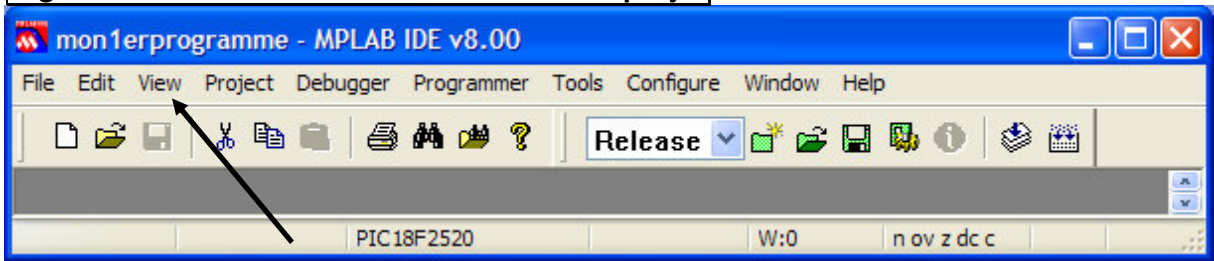 mon1erprogramme - MPLAB IDE v8.00
File Edit View Project Debugger Programmer Tools Configure Window Help
Release
PIC18F2520 W:0 n ov z dc c